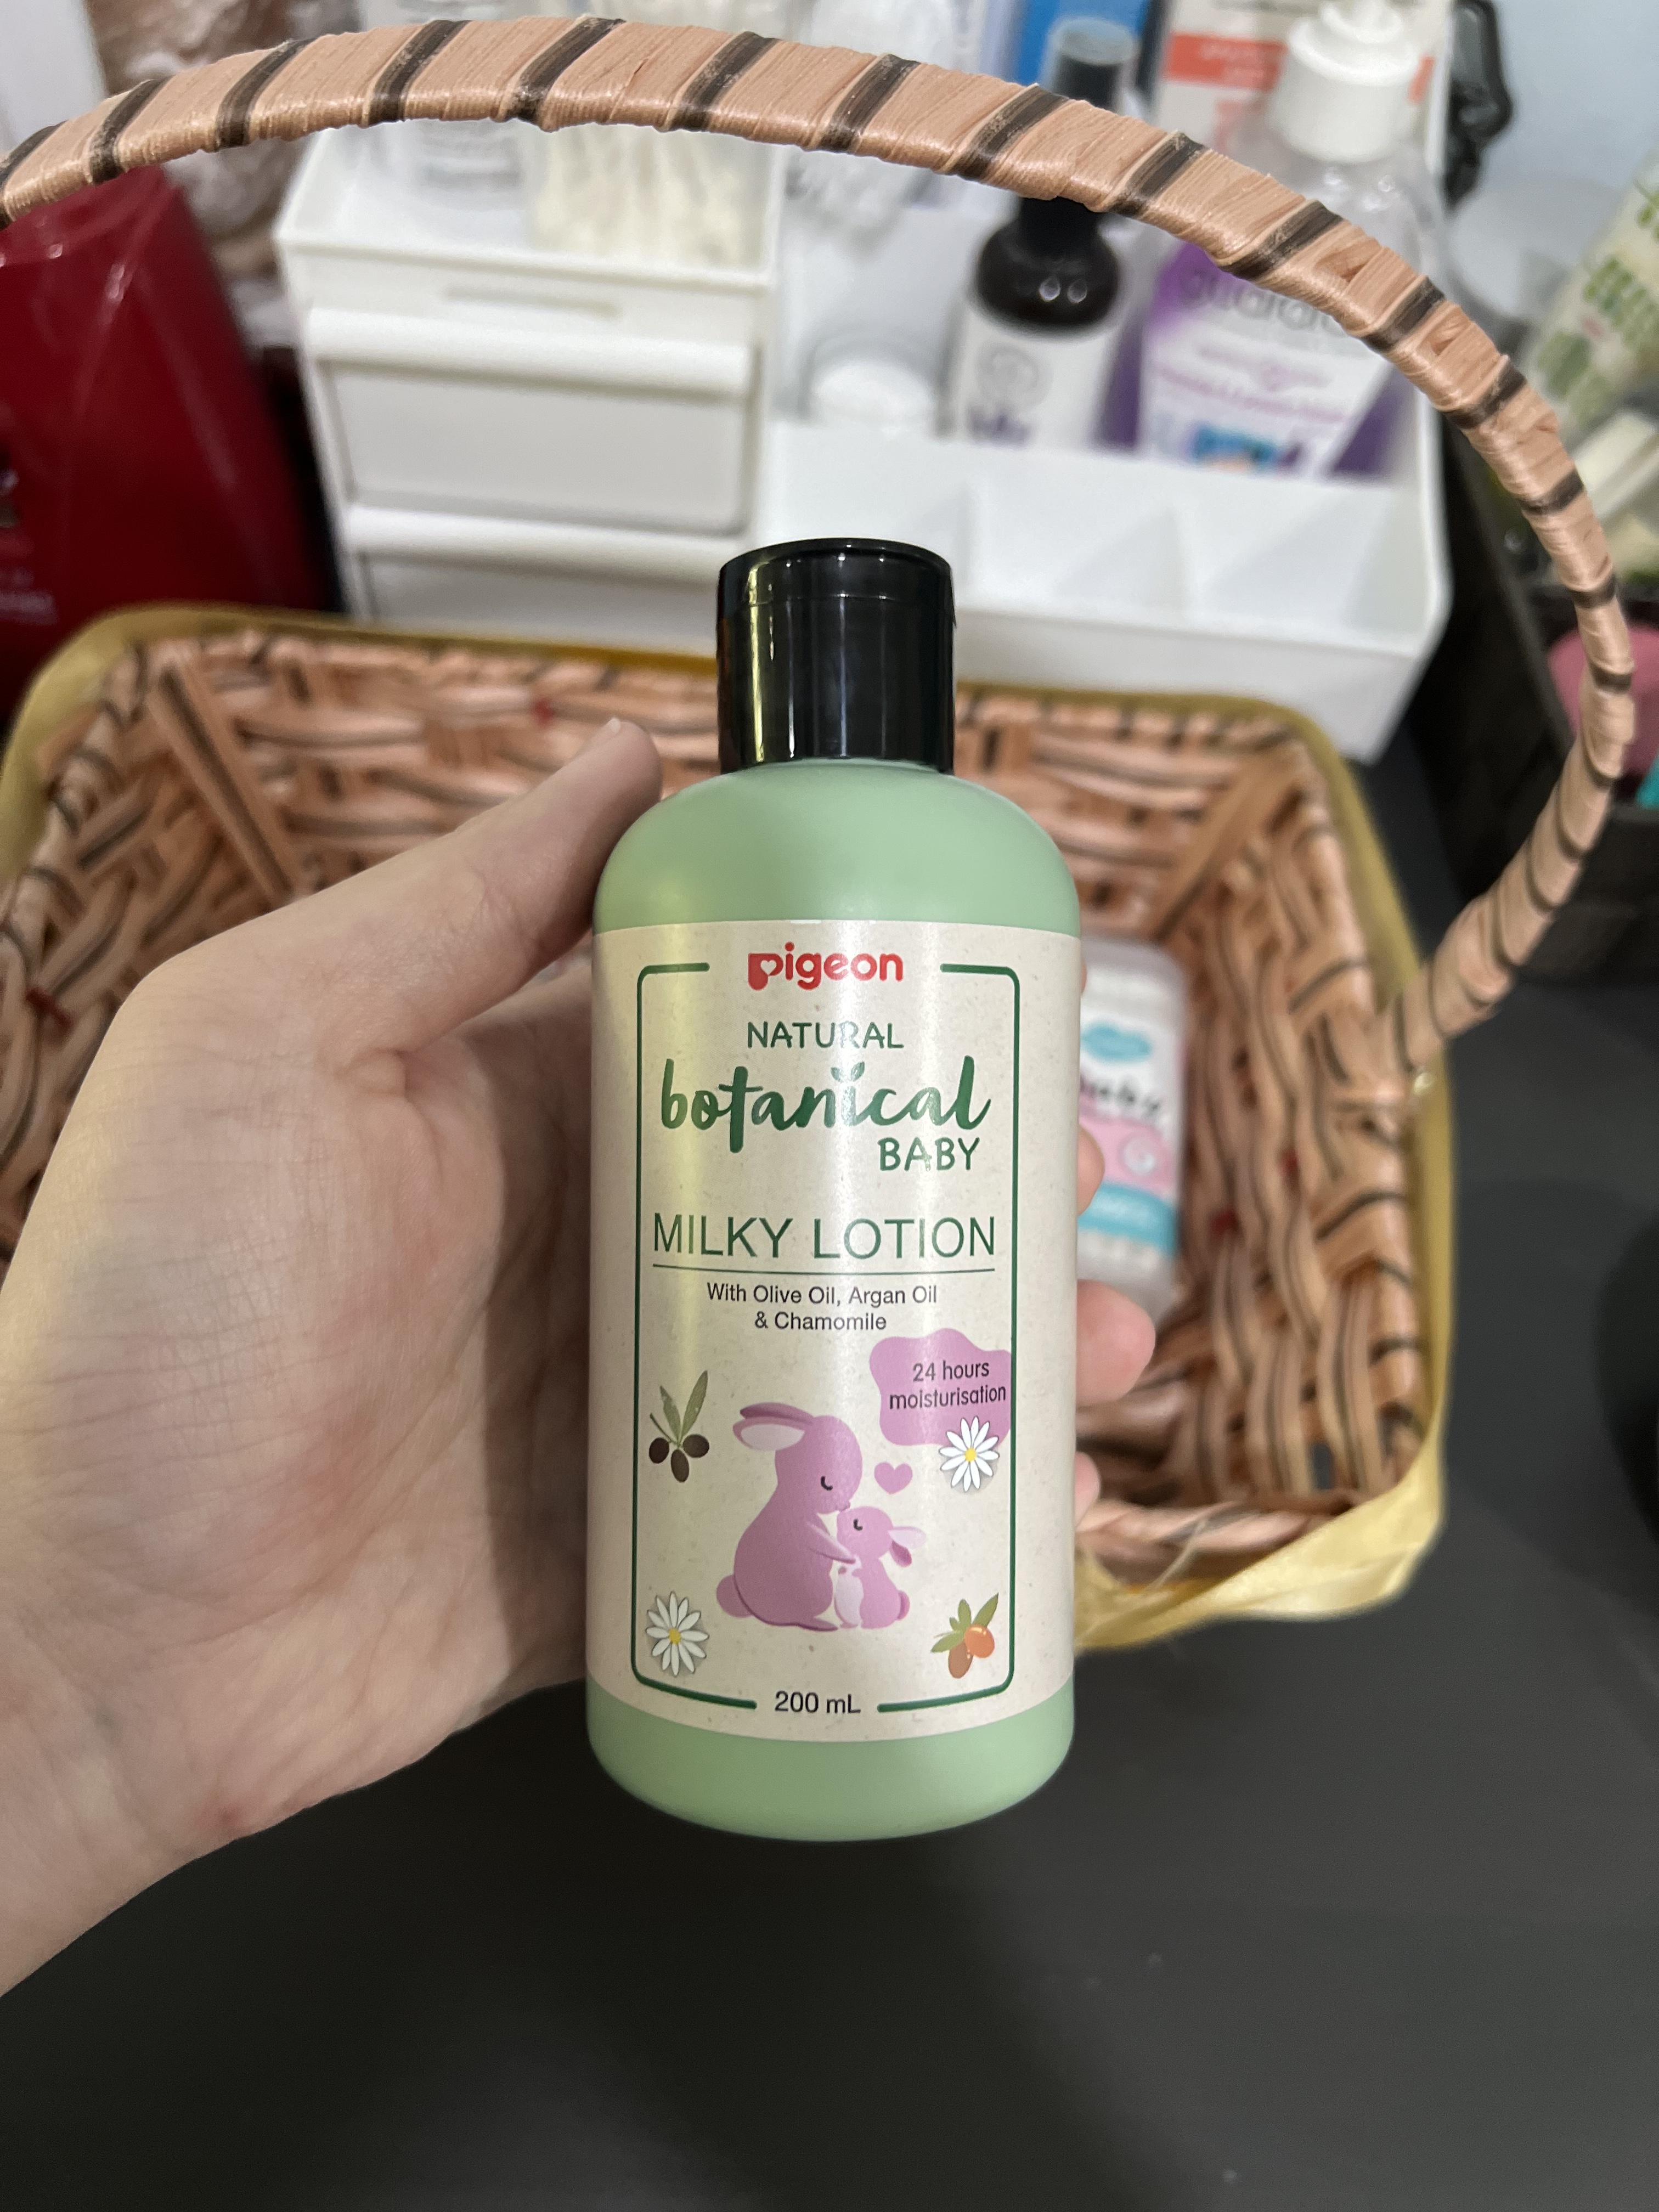 pigeon
NATURAL
botanical
BABY
MILKY LOTION
With Olive Oil, Argan Oil
& Chamomile
24 hours
moisturisation
200 mL